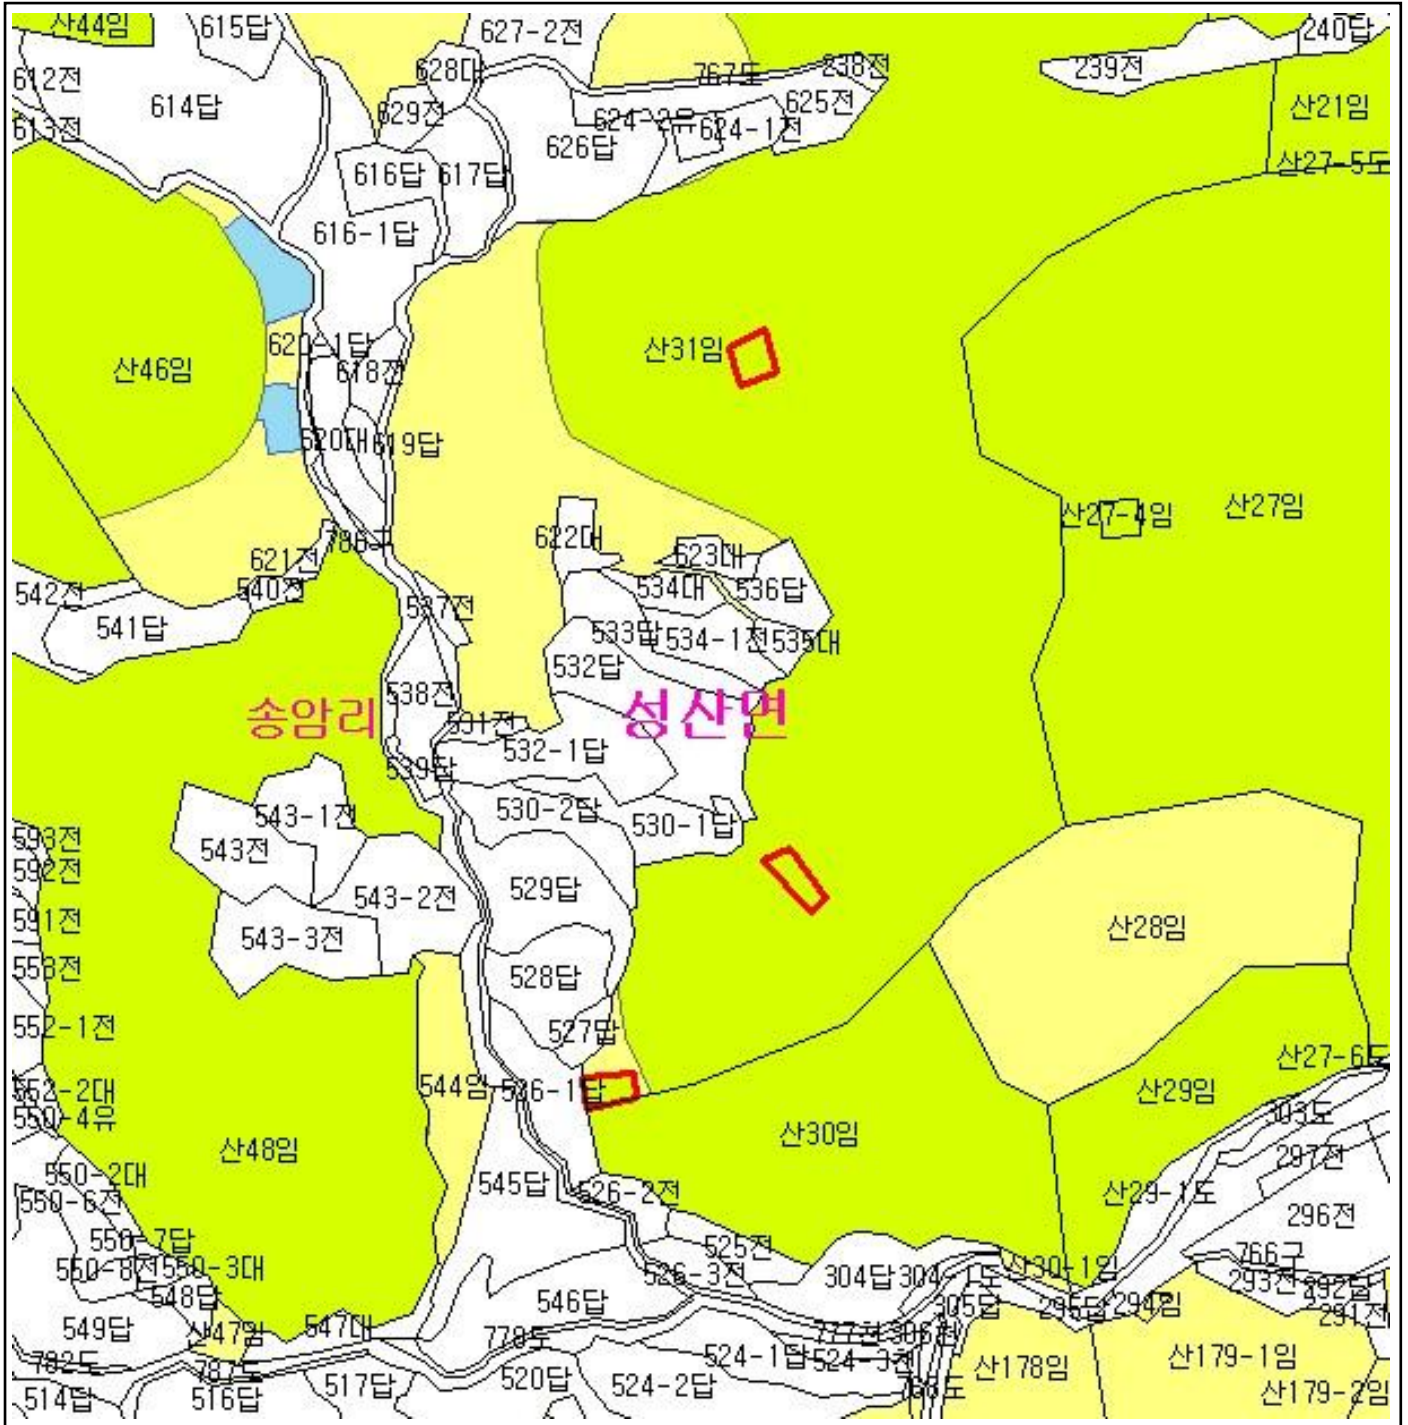 산44임
615답
627-2전
240답
612전
614답
628대
767도
238전
239전
613전
629전
624-2유
624-1전
625전
산21임
626답
616답
617답
산27-5도
616-1답
산31임
620-1답
618전
산46임
620대
619답
산27-4임
산27임
786구
622대
623대
621전
540전
542전
541답
537전
534대
536답
533답
534-1전
535대
532답
538전
송암리
531전
성산면
532-1답
539답
543-1전
530-2답
530-1답
593전
543전
592전
529답
543-2전
591전
543-3전
산28임
553전
528답
552-1전
527답
산27-6도
552-2대
544임
526-1답
산29임
550-4유
303도
산48임
산30임
297전
550-2대
545답
526-2전
산29-1도
550-6전
296전
550-7답
525전
766구
550-8전
550-3대
526-3전
304답
304-1도
산30-1임
293전
292답
548답
546답
305답
295답
294임
291전
549답
산47임
547대
779도
777전
306전
782도
781도
524-1답
524-3전
산178임
산179-1임
514답
516답
517답
520답
524-2답
768도
산179-2임